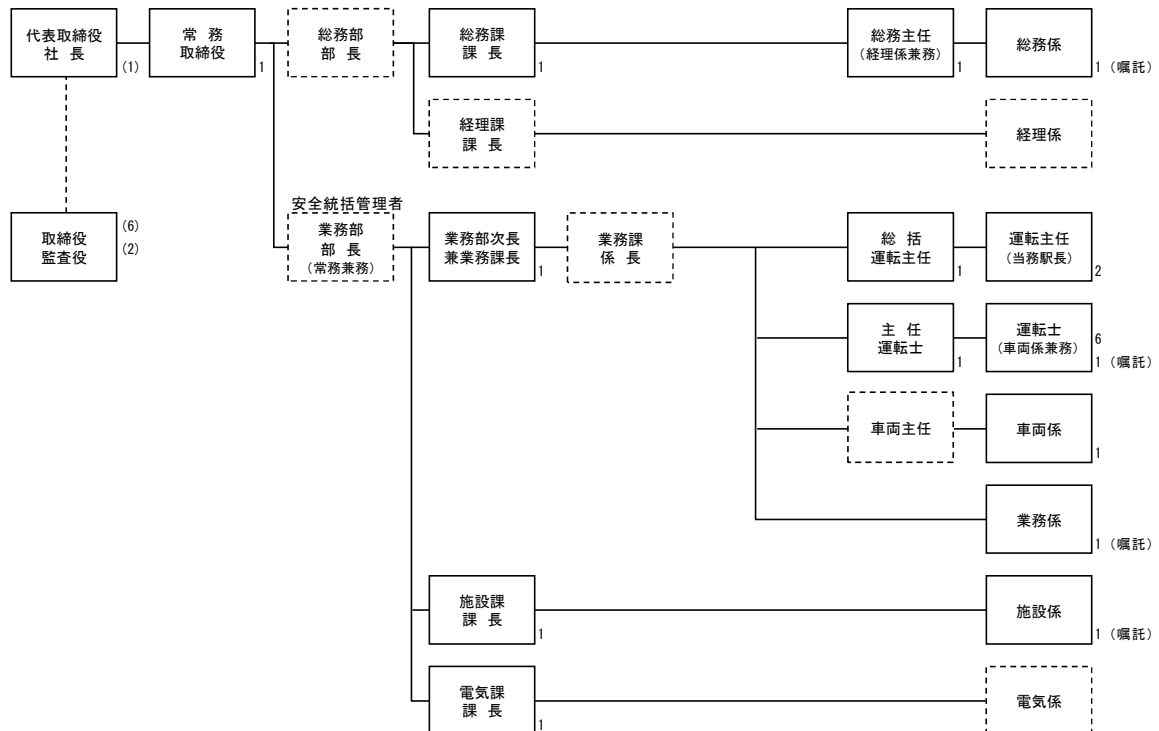 代表取締役
社 長
(1)
常 務
取締役
1
総務部
部 長
総務課
課 長
1
総務主任
(経理係兼務)
1
総務係
1 (嘱託)
経理課
課 長
経理係
取締役
監査役
(6)
(2)
安全統括管理者
業務部
部 長
(常務兼務)
業務部次長
兼業務課長
1
業務課
係 長
総 括
運転主任
1
運転主任
(当務駅長)
2
主 任
運転士
1
運転士
(車両係兼務)
6
1 (嘱託)
車両主任
車両係
1
業務係
1 (嘱託)
施設課
課 長
1
施設係
1 (嘱託)
電気課
課 長
1
電気係